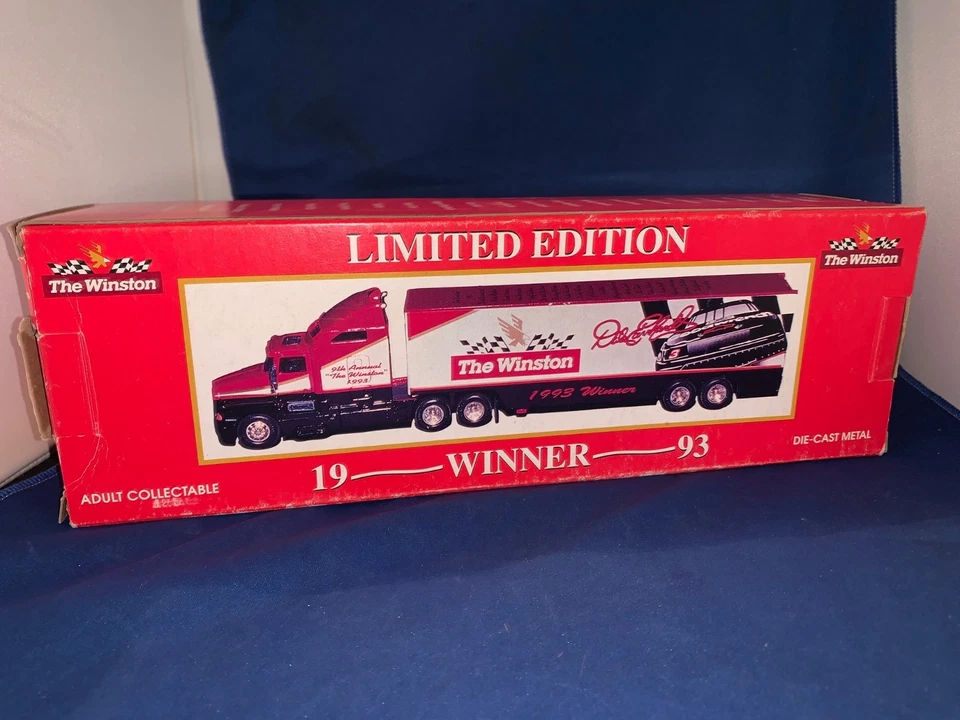 LIMITED EDITION
The Winston
The Winston
9th Annual
"The Winston"
1993
The Winston
3
1993 Winner
19 WINNER 93
ADULT COLLECTABLE
DIE-CAST METAL